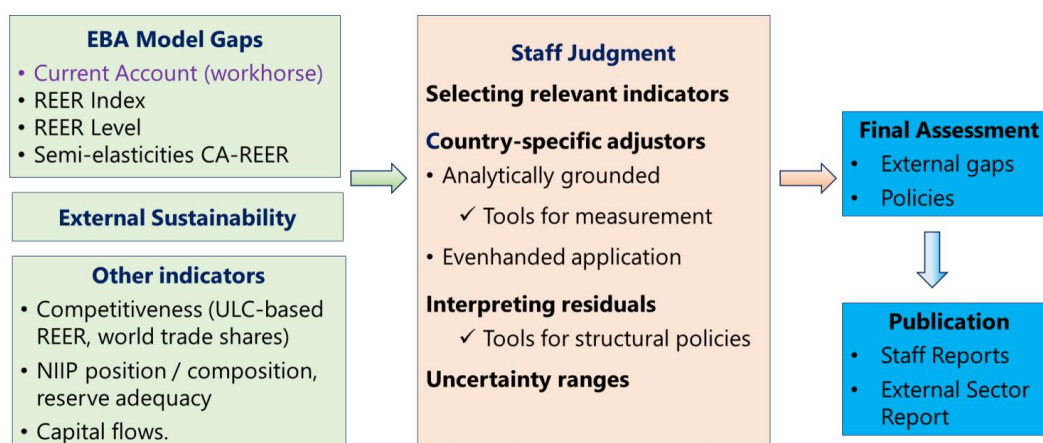 EBA Model Gaps
• Current Account (workhorse)
• REER Index
• REER Level
• Semi-elasticities CA-REER
External Sustainability
Other indicators
• Competitiveness (ULC-based
REER, world trade shares)
• NIIP position / composition,
reserve adequacy
• Capital flows.
Staff Judgment
Selecting relevant indicators
Country-specific adjustors
• Analytically grounded
✓ Tools for measurement
• Evenhanded application
Interpreting residuals
✓ Tools for structural policies
Uncertainty ranges
Final Assessment
• External gaps
• Policies
Publication
• Staff Reports
• External Sector
Report